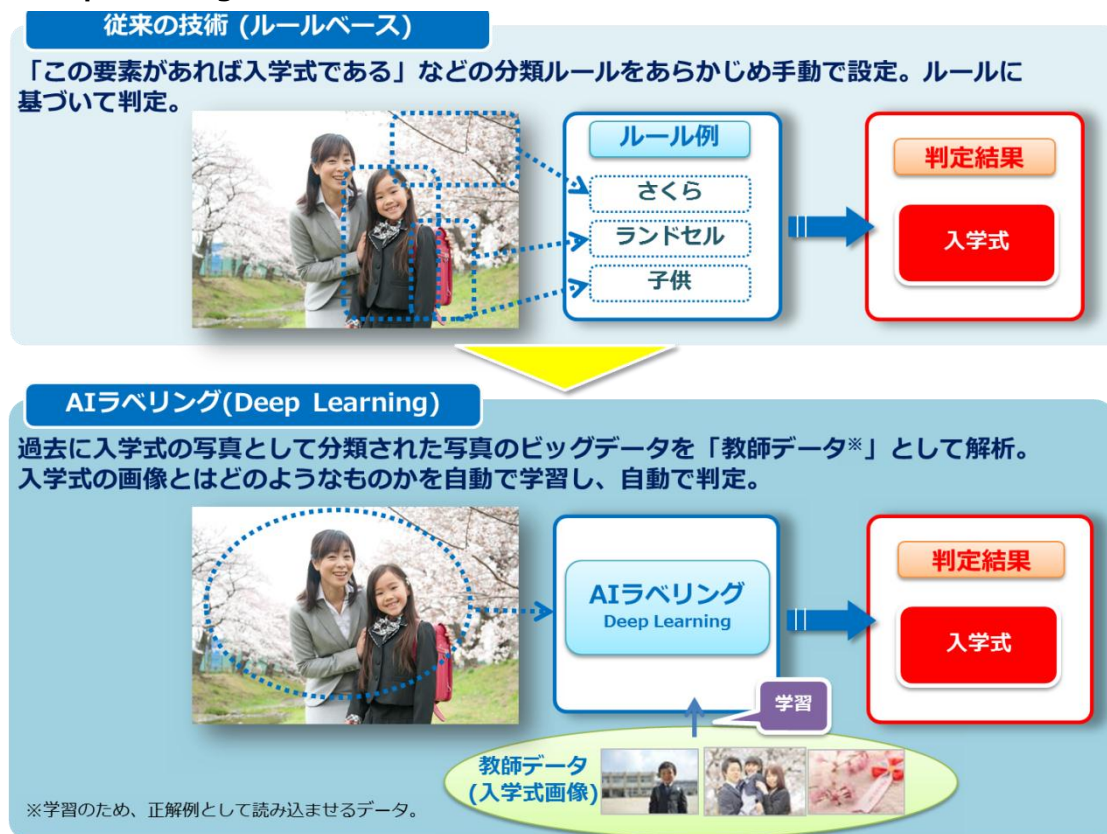 従来の技術 (ルールベース)
「この要素があれば入学式である」などの分類ルールをあらかじめ手動で設定。ルールに
基づいて判定。
ルール例
さくら
ランドセル
子供
判定結果
入学式
AIラベリング(Deep Learning)
過去に入学式の写真として分類された写真のビッグデータを「教師データ※」として解析。
入学式の画像とはどのようなものかを自動で学習し、自動で判定。
AIラベリング
Deep Learning
判定結果
入学式
学習
教師データ
(入学式画像)
※学習のため、正解例として読み込ませるデータ。